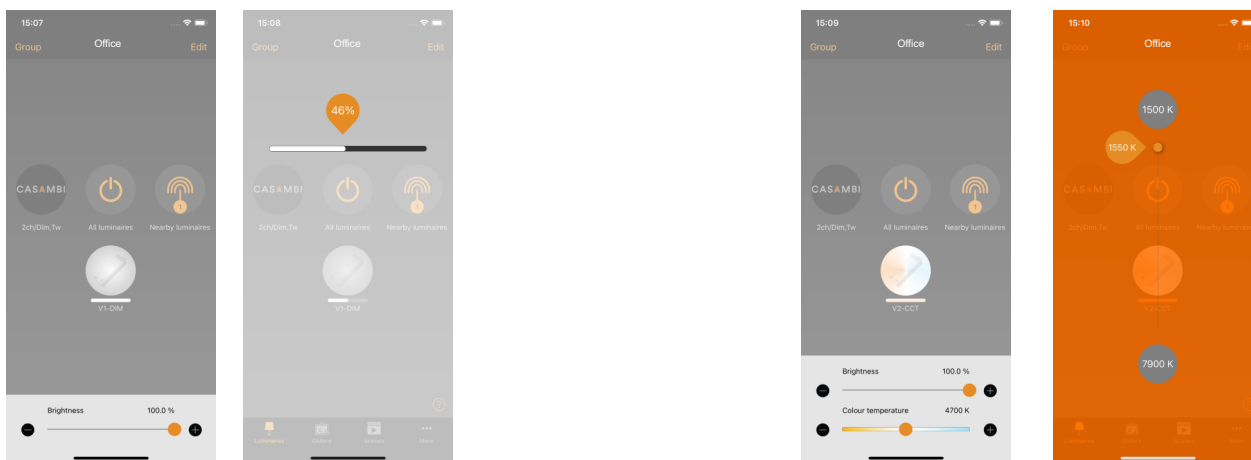 15:07
Group
Office
Edit
CASAMBI
1
2ch/Dim,Tw
All luminaires
Nearby luminaires
V1-DIM
Brightness
100.0 %
15:08
Group
Office
Edit
46%
CASAMBI
1
2ch/Dim,Tw
All luminaires
Nearby luminaires
V1-DIM
?
Luminaires
Gallery
Scenes
More
15:09
Group
Office
Edit
CASAMBI
1
2ch/Dim,Tw
All luminaires
Nearby luminaires
V2-CCT
Brightness
100.0 %
Colour temperature
4700 K
15:10
Group
Office
1500 K
1550 K
CASAMBI
1
2ch/Dim,Tw
All luminaires
V2-CCT
7900 K
Luminaires
Gallery
Scenes
More